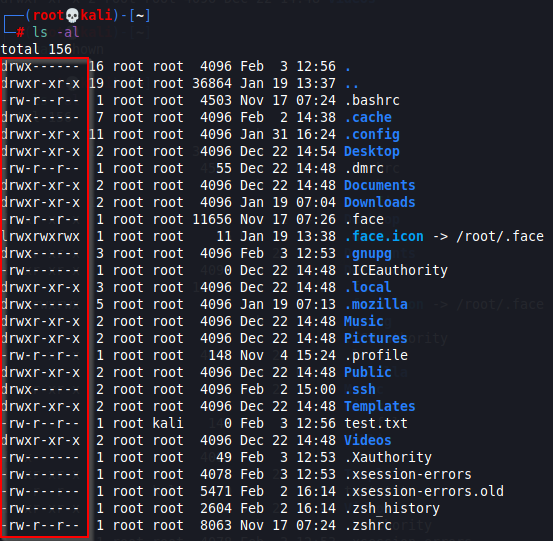 ┌──(root💀kali)-[~]
└─# ls -al
total 156
drwx------ 16 root root  4096 Feb  3 12:56 .
drwxr-xr-x 19 root root 36864 Jan 19 13:37 ..
-rw-r--r--  1 root root  4503 Nov 17 07:24 .bashrc
drwx------  7 root root  4096 Feb  2 14:38 .cache
drwxr-xr-x 11 root root  4096 Jan 31 16:24 .config
drwxr-xr-x  2 root root  4096 Dec 22 14:54 Desktop
-rw-r--r--  1 root root    55 Dec 22 14:48 .dmrc
drwxr-xr-x  2 root root  4096 Dec 22 14:48 Documents
drwxr-xr-x  2 root root  4096 Jan 19 07:04 Downloads
-rw-r--r--  1 root root 11656 Nov 17 07:26 .face
lrwxrwxrwx  1 root root    11 Jan 19 13:38 .face.icon -> /root/.face
drwx------  3 root root  4096 Feb  3 12:53 .gnupg
-rw-------  1 root root     0 Dec 22 14:48 .ICEauthority
drwxr-xr-x  3 root root  4096 Dec 22 14:48 .local
drwx------  5 root root  4096 Jan 19 07:13 .mozilla
drwxr-xr-x  2 root root  4096 Dec 22 14:48 Music
drwxr-xr-x  2 root root  4096 Dec 22 14:48 Pictures
-rw-r--r--  1 root root   148 Nov 24 15:24 .profile
drwxr-xr-x  2 root root  4096 Dec 22 14:48 Public
drwx------  2 root root  4096 Feb  2 15:00 .ssh
drwxr-xr-x  2 root root  4096 Dec 22 14:48 Templates
-rw-r--r--  1 root kali     0 Feb  3 12:56 test.txt
drwxr-xr-x  2 root root  4096 Dec 22 14:48 Videos
-rw-------  1 root root    49 Feb  3 12:53 .Xauthority
-rw-------  1 root root  4078 Feb  3 12:53 .xsession-errors
-rw-------  1 root root  5471 Feb  2 16:14 .xsession-errors.old
-rw-------  1 root root  2604 Feb  2 16:14 .zsh_history
-rw-r--r--  1 root root  8063 Nov 17 07:24 .zshrc